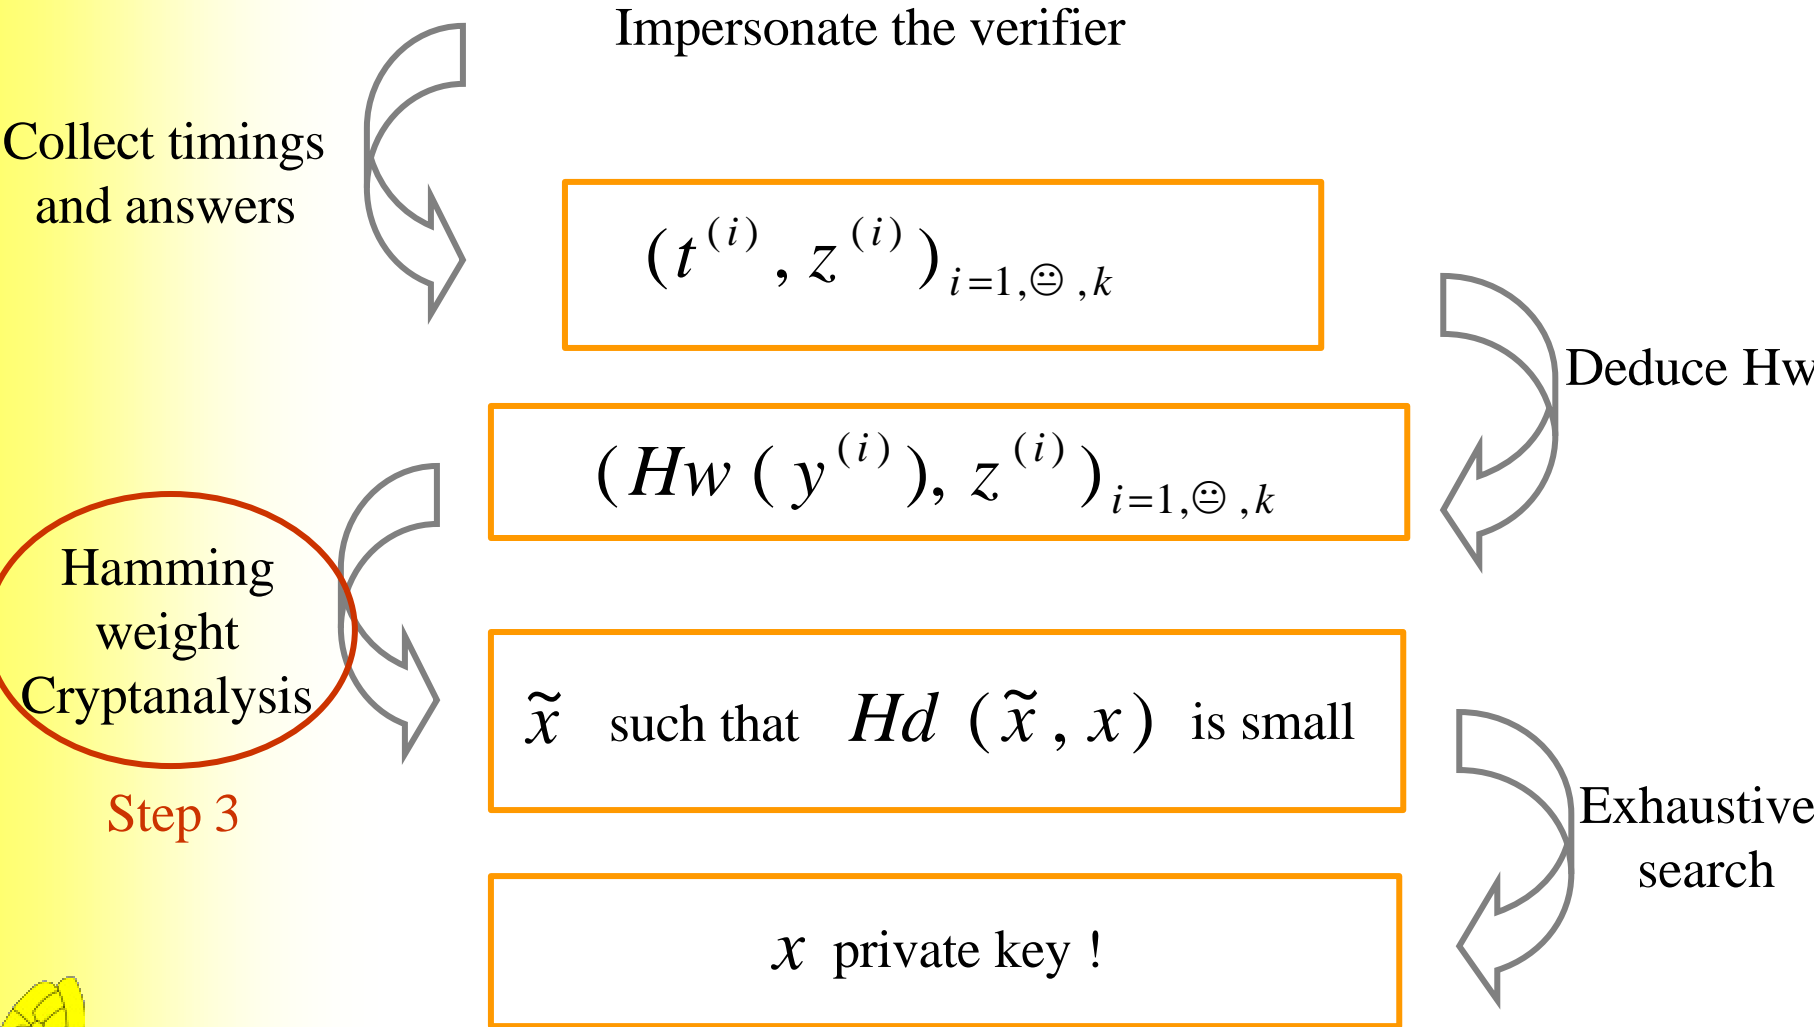 Impersonate the verifier
Collect timings
and answers
(t^(i), z^(i))_i=1,😐,k
Deduce Hw
(Hw(y^(i)), z^(i))_i=1,😐,k
Hamming
weight
Cryptanalysis
Step 3
x̃ such that Hd(x̃, x) is small
Exhaustive
search
x private key !